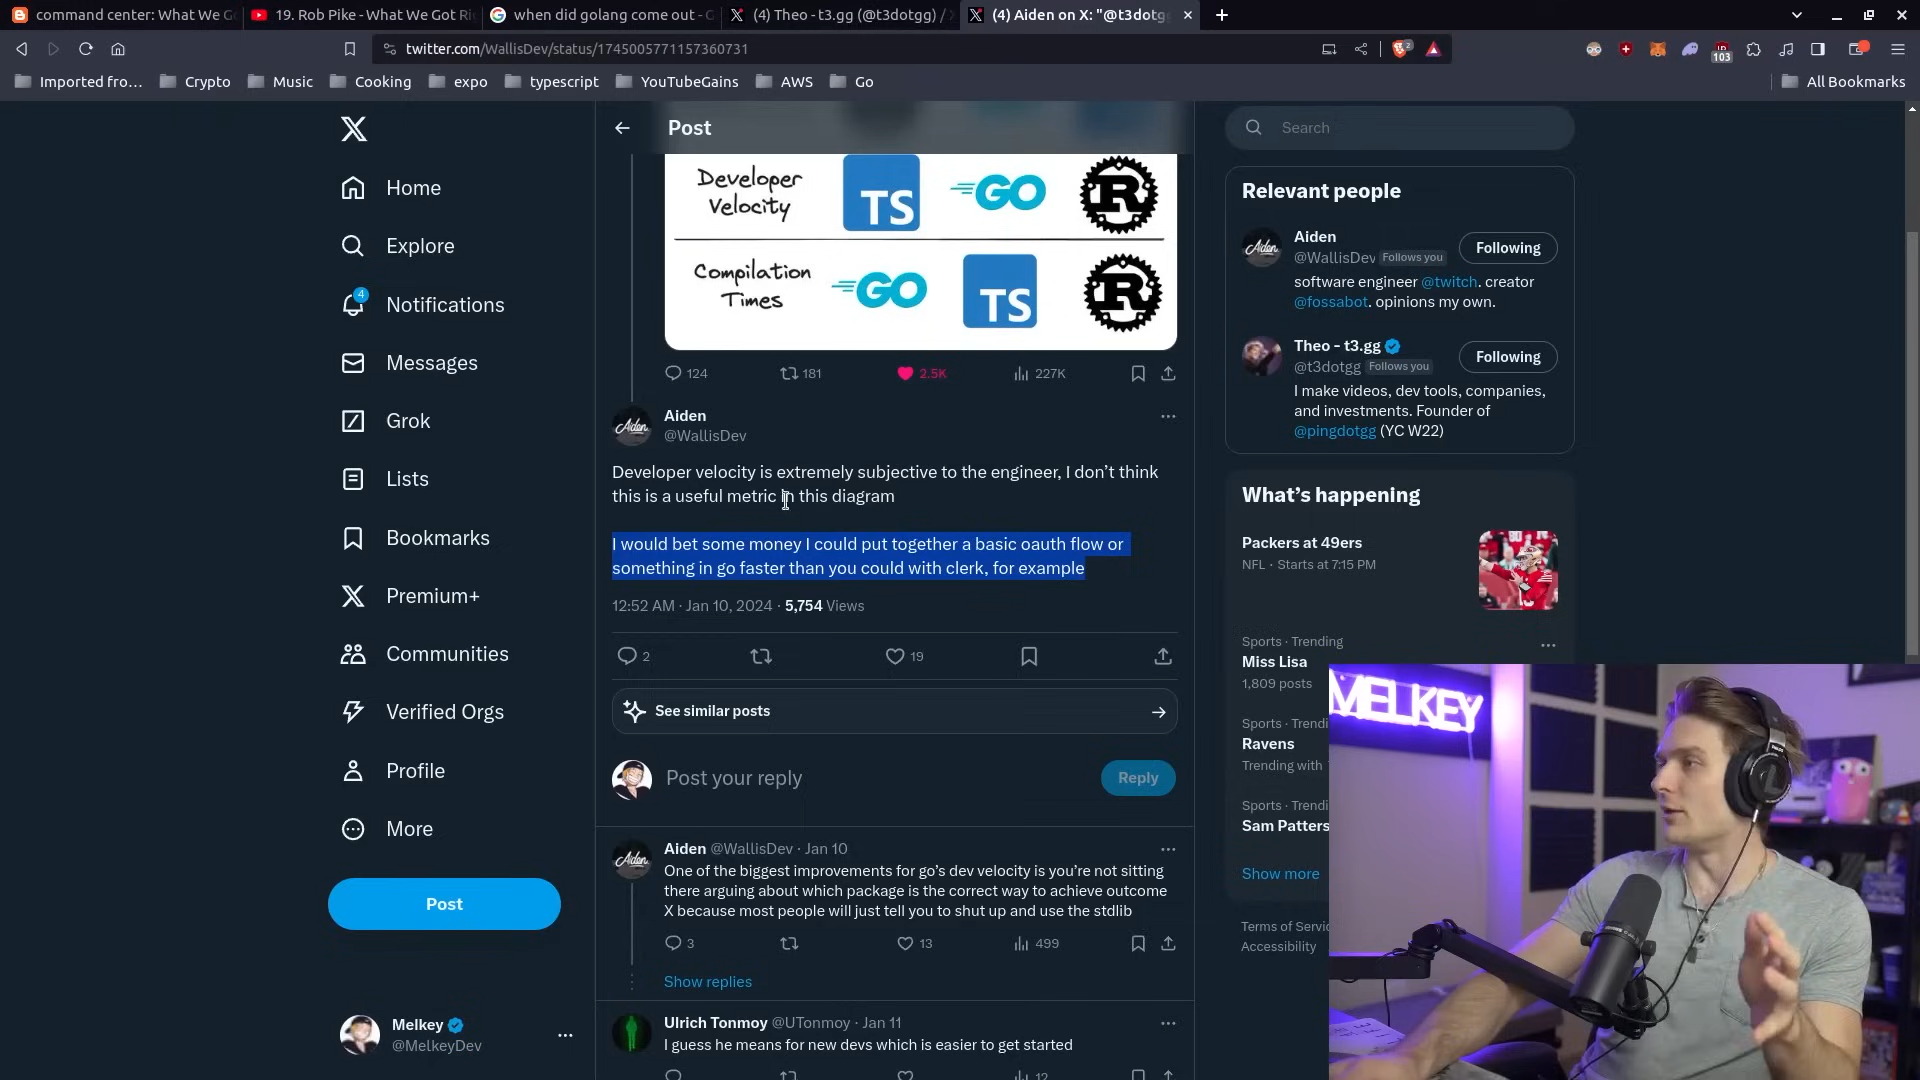 command center: What We G
19. Rob Pike - What We Got Ri
when did golang come out - G
(4) Theo - t3.gg (@t3dotgg) /
(4) Aiden on X: "@t3dotg
twitter.com/WallisDev/status/1745005771157360731
2
103
Imported fro…
Crypto
Music
Cooking
expo
typescript
YouTubeGains
AWS
Go
All Bookmarks
Home
Explore
4
Notifications
Messages
Grok
Lists
Bookmarks
Premium+
Communities
Verified Orgs
Profile
More
Post
Melkey
@MelkeyDev
Post
Developer
Velocity
TS
GO
R
Compilation
Times
GO
TS
R
124
181
2.5K
227K
Aiden
@WallisDev
Developer velocity is extremely subjective to the engineer, I don't think
this is a useful metric in this diagram
I would bet some money I could put together a basic oauth flow or
something in go faster than you could with clerk, for example
12:52 AM · Jan 10, 2024 · 5,754 Views
2
19
See similar posts
Post your reply
Reply
Aiden @WallisDev · Jan 10
One of the biggest improvements for go's dev velocity is you're not sitting
there arguing about which package is the correct way to achieve outcome
X because most people will just tell you to shut up and use the stdlib
3
13
499
Show replies
Ulrich Tonmoy @UTonmoy · Jan 11
I guess he means for new devs which is easier to get started
12
Search
Relevant people
Aiden
@WallisDev Follows you
Following
software engineer @twitch. creator
@fossabot. opinions my own.
Theo - t3.gg
@t3dotgg Follows you
Following
I make videos, dev tools, companies,
and investments. Founder of
@pingdotgg (YC W22)
What's happening
Packers at 49ers
NFL · Starts at 7:15 PM
Sports · Trending
Miss Lisa
1,809 posts
Sports · Trendi
Ravens
Trending with
Sports · Trendi
Sam Patters
Show more
Terms of Servic
Accessibility
MELKEY